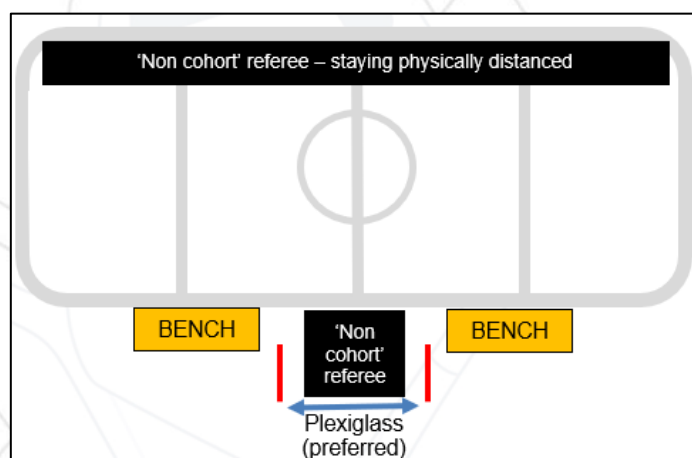 ‘Non cohort’ referee – staying physically distanced
BENCH
‘Non
cohort’
referee
BENCH
Plexiglass
(preferred)